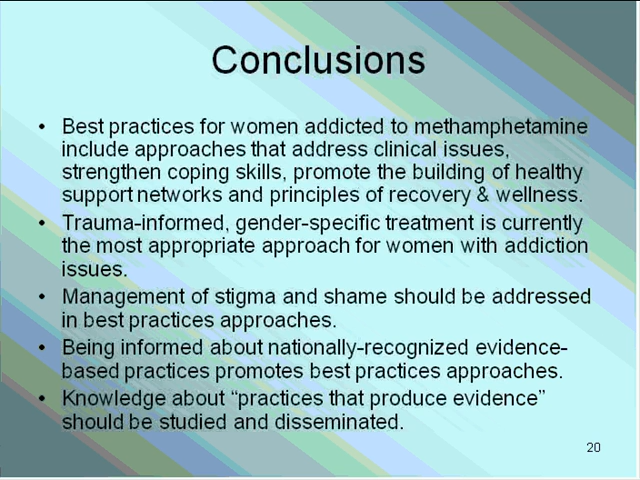 Conclusions
• Best practices for women addicted to methamphetamine
include approaches that address clinical issues,
strengthen coping skills, promote the building of healthy
support networks and principles of recovery & wellness.
• Trauma-informed, gender-specific treatment is currently
the most appropriate approach for women with addiction
issues.
• Management of stigma and shame should be addressed
in best practices approaches.
• Being informed about nationally-recognized evidence-
based practices promotes best practices approaches.
• Knowledge about “practices that produce evidence”
should be studied and disseminated.
20